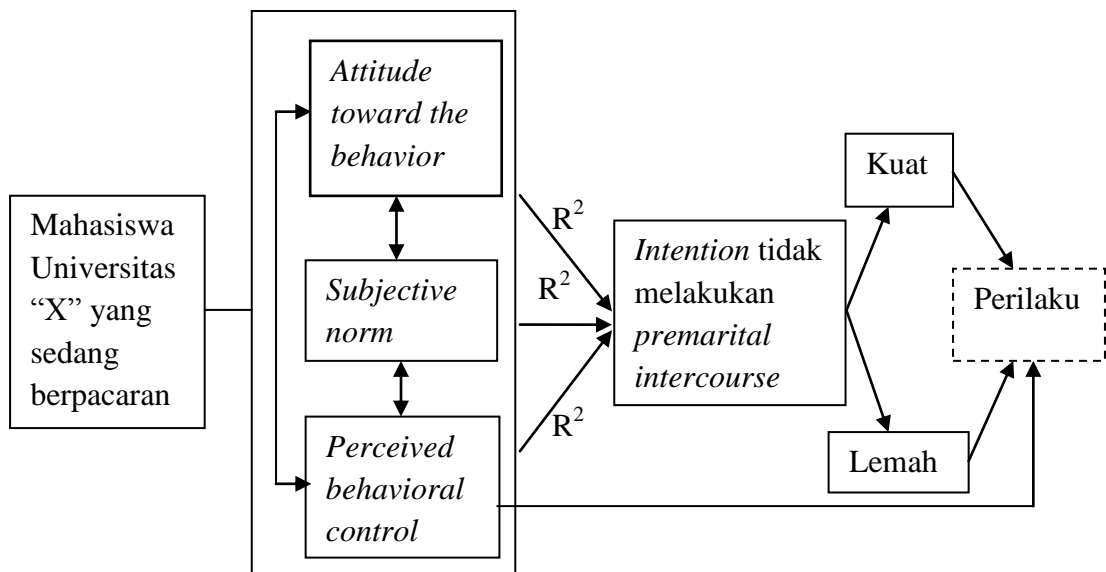 Mahasiswa
Universitas
“X” yang
sedang
berpacaran
Attitude
toward the
behavior
Subjective
norm
Perceived
behavioral
control
R²
R²
R²
Intention tidak
melakukan
premarital
intercourse
Kuat
Lemah
Perilaku